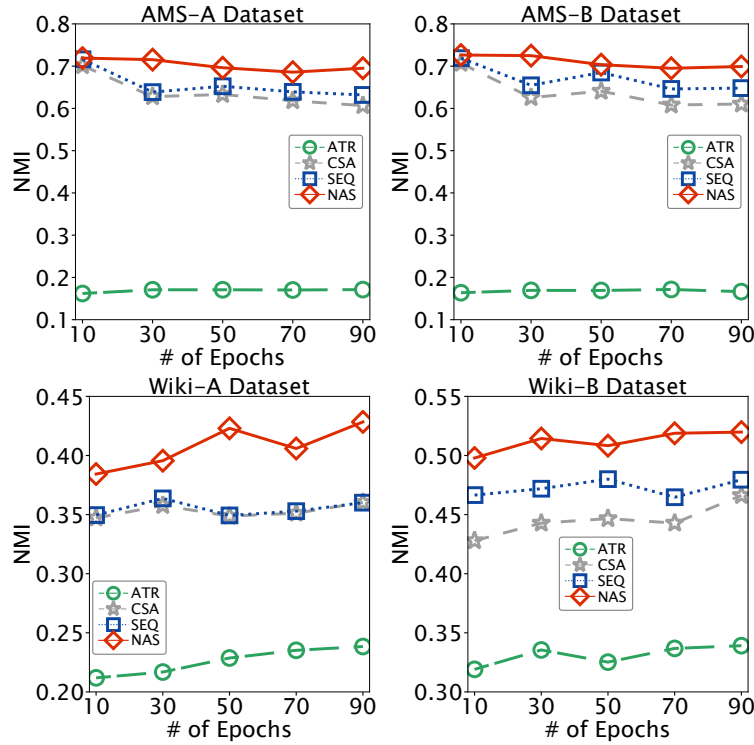 AMS-A Dataset
0.8
0.7
0.6
0.5
0.4
0.3
0.2
0.1
NMI
ATR
CSA
SEQ
NAS
10 30 50 70 90
# of Epochs
AMS-B Dataset
0.8
0.7
0.6
0.5
0.4
0.3
0.2
0.1
NMI
ATR
CSA
SEQ
NAS
10 30 50 70 90
# of Epochs
Wiki-A Dataset
0.45
0.40
0.35
0.30
0.25
0.20
NMI
ATR
CSA
SEQ
NAS
10 30 50 70 90
# of Epochs
Wiki-B Dataset
0.55
0.50
0.45
0.40
0.35
0.30
NMI
ATR
CSA
SEQ
NAS
10 30 50 70 90
# of Epochs